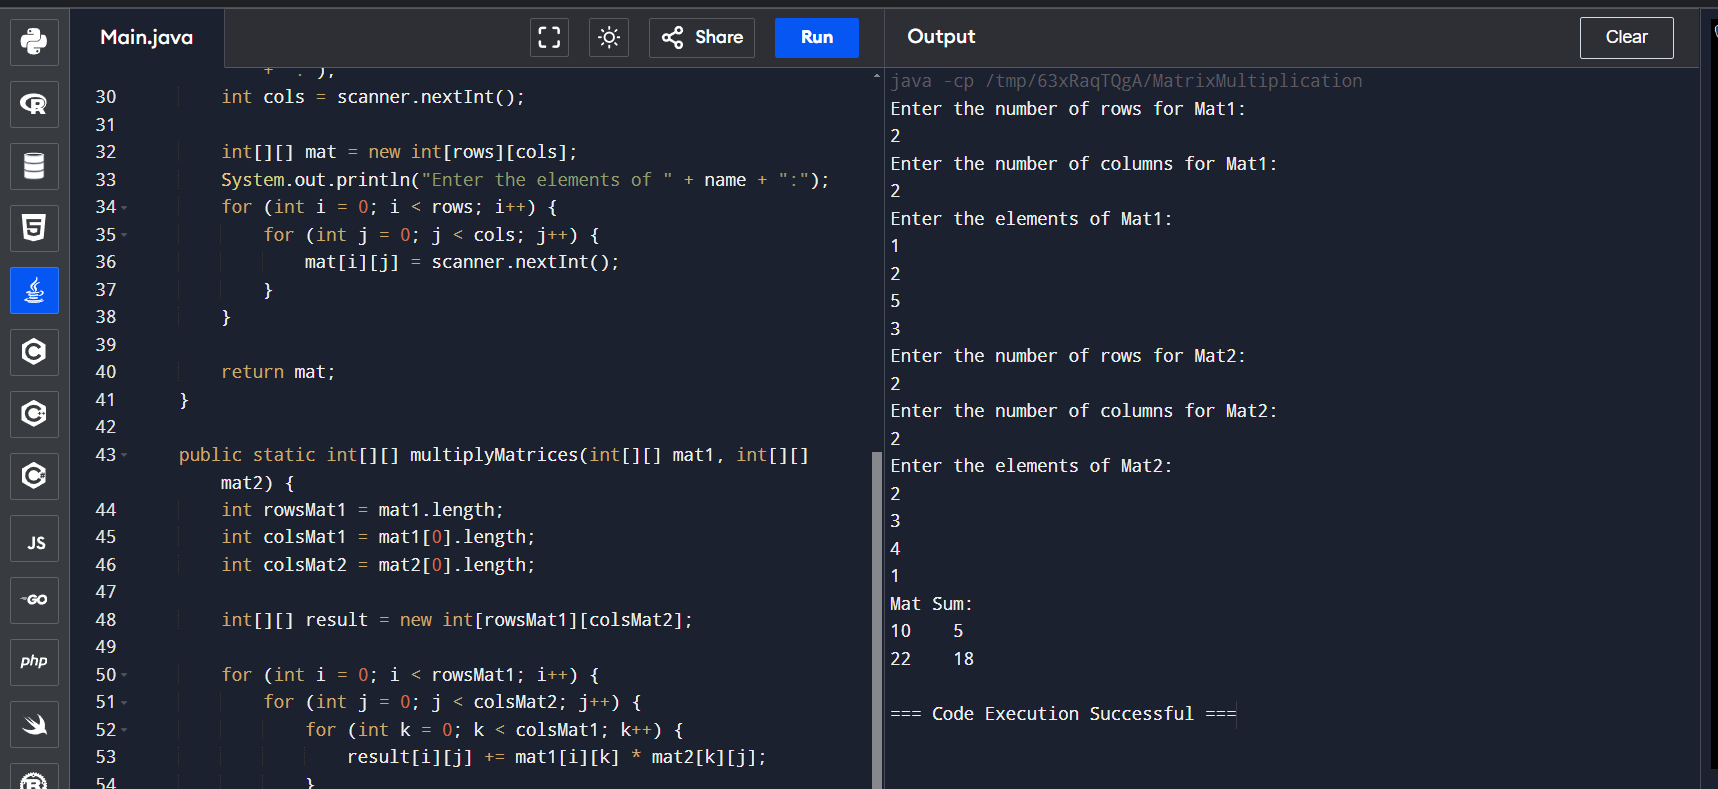 Main.java
Share
Run
Output
Clear
+ ":");
30 int cols = scanner.nextInt();
31
32 int[][] mat = new int[rows][cols];
33 System.out.println("Enter the elements of " + name + ":");
34 for (int i = 0; i < rows; i++) {
35 for (int j = 0; j < cols; j++) {
36 mat[i][j] = scanner.nextInt();
37 }
38 }
39
40 return mat;
41 }
42
43 public static int[][] multiplyMatrices(int[][] mat1, int[][]
mat2) {
44 int rowsMat1 = mat1.length;
45 int colsMat1 = mat1[0].length;
46 int colsMat2 = mat2[0].length;
47
48 int[][] result = new int[rowsMat1][colsMat2];
49
50 for (int i = 0; i < rowsMat1; i++) {
51 for (int j = 0; j < colsMat2; j++) {
52 for (int k = 0; k < colsMat1; k++) {
53 result[i][j] += mat1[i][k] * mat2[k][j];
54 }
java -cp /tmp/63xRaqTQgA/MatrixMultiplication
Enter the number of rows for Mat1:
2
Enter the number of columns for Mat1:
2
Enter the elements of Mat1:
1
2
5
3
Enter the number of rows for Mat2:
2
Enter the number of columns for Mat2:
2
Enter the elements of Mat2:
2
3
4
1
Mat Sum:
10 5
22 18
=== Code Execution Successful ===
R
5
C
C
C
JS
GO
php
R